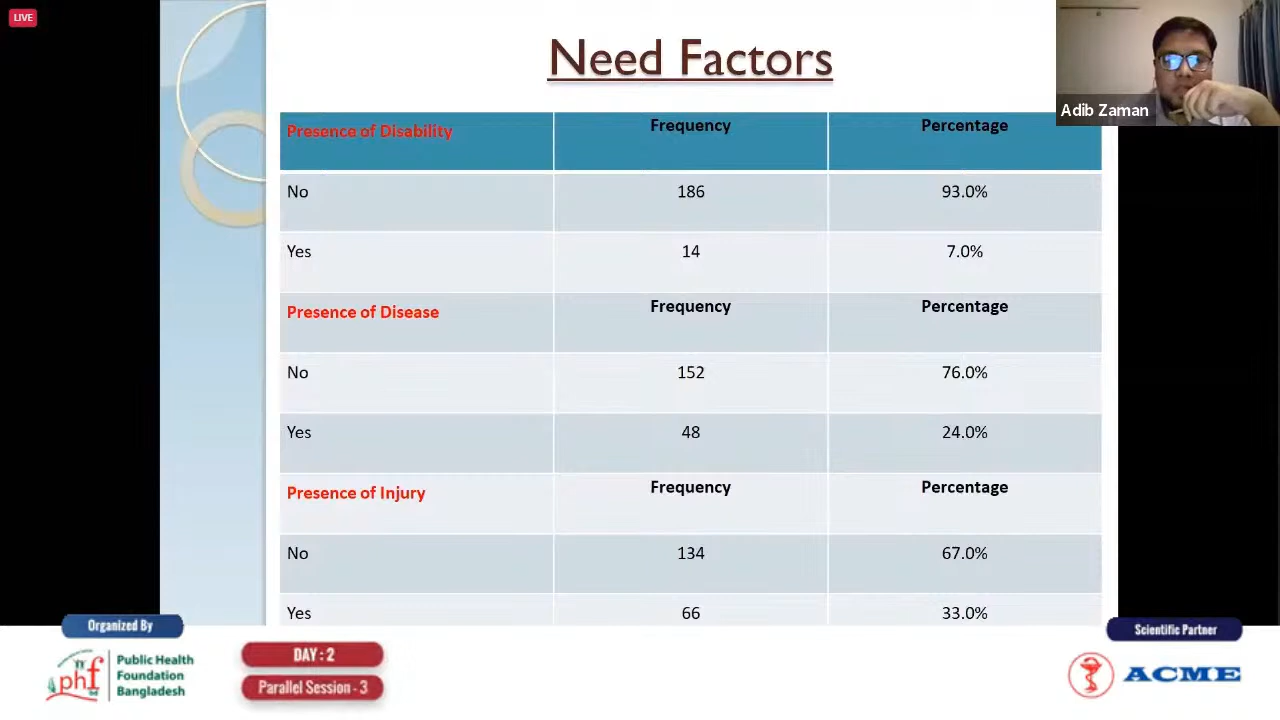 LIVE
Need Factors
Adib Zaman
Presence of Disability Frequency Percentage
No 186 93.0%
Yes 14 7.0%
Presence of Disease Frequency Percentage
No 152 76.0%
Yes 48 24.0%
Presence of Injury Frequency Percentage
No 134 67.0%
Yes 66 33.0%
Organized By
phf
Public Health
Foundation
Bangladesh
DAY : 2
Parallel Session - 3
Scientific Partner
ACME